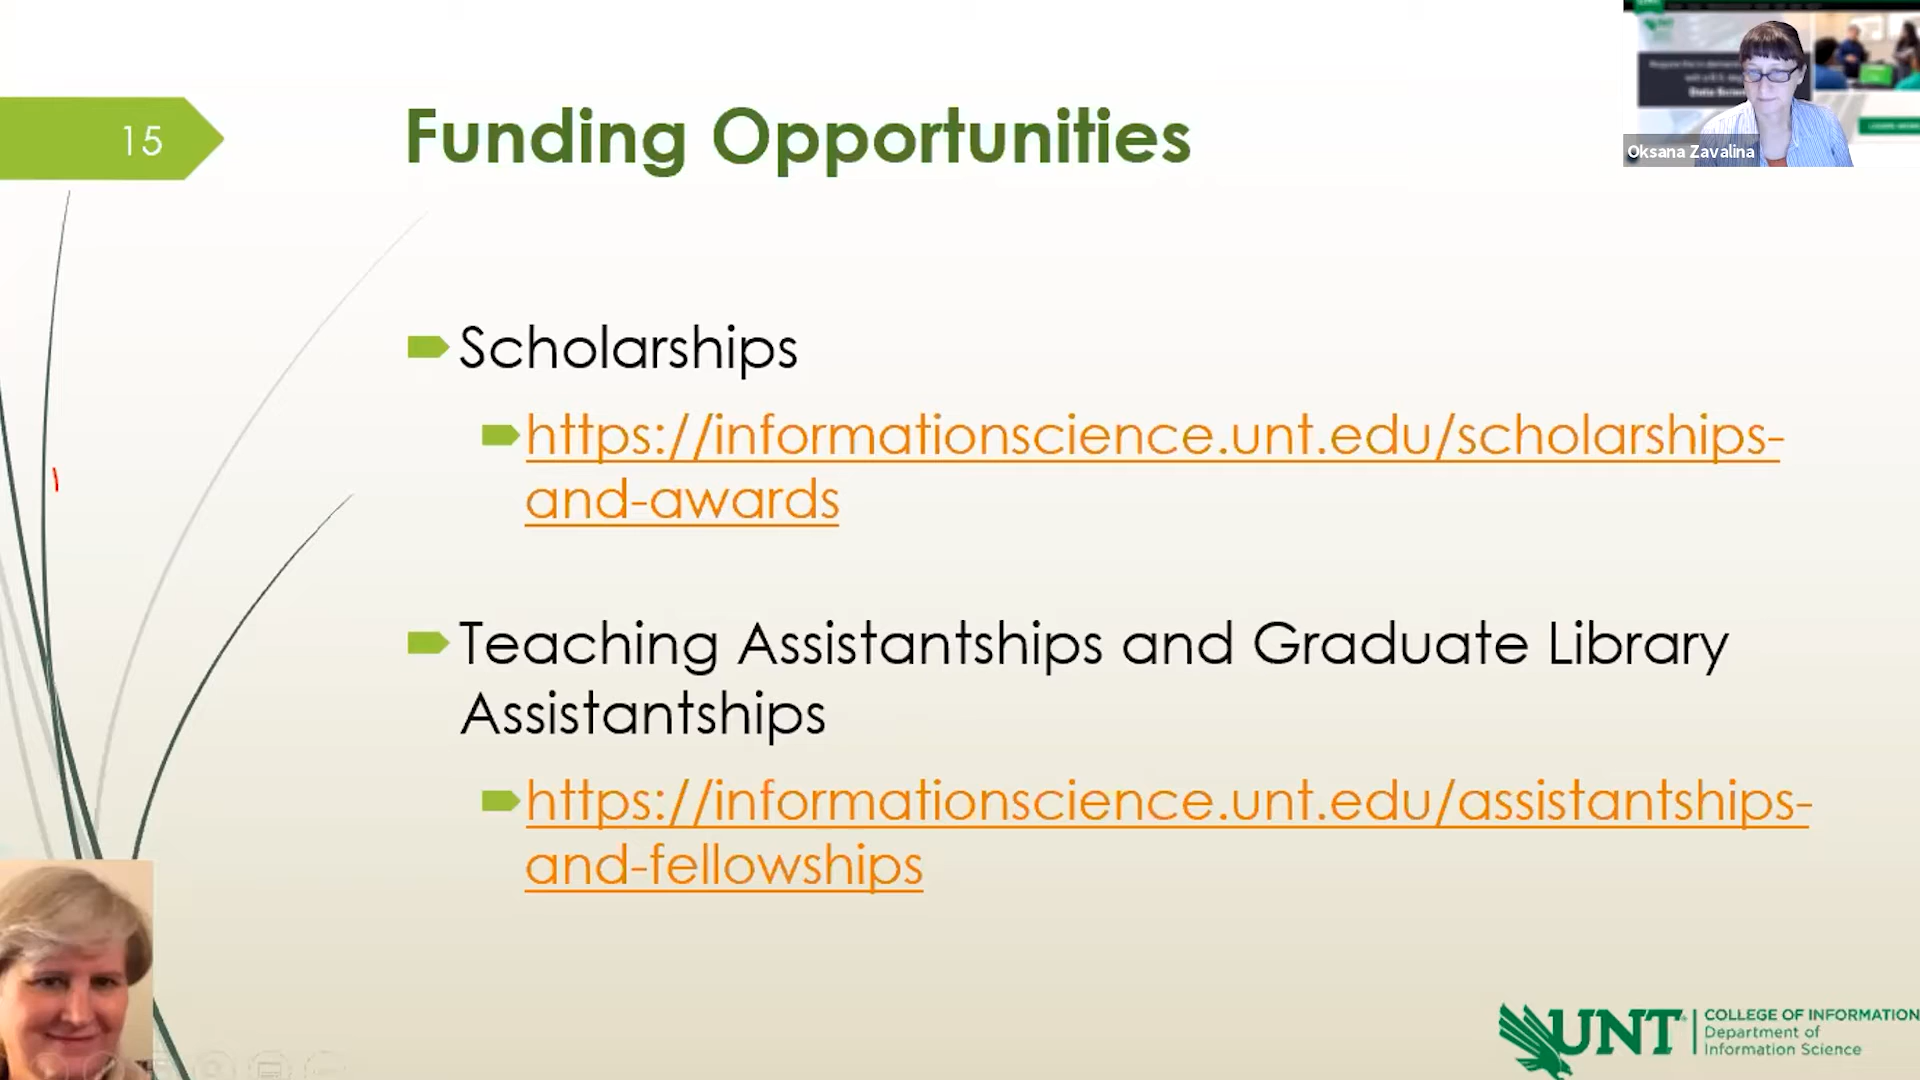 15
Funding Opportunities
Oksana Zavalina
Scholarships
https://informationscience.unt.edu/scholarships-
and-awards
Teaching Assistantships and Graduate Library
Assistantships
https://informationscience.unt.edu/assistantships-
and-fellowships
UNT
COLLEGE OF INFORMATION
Department of
Information Science